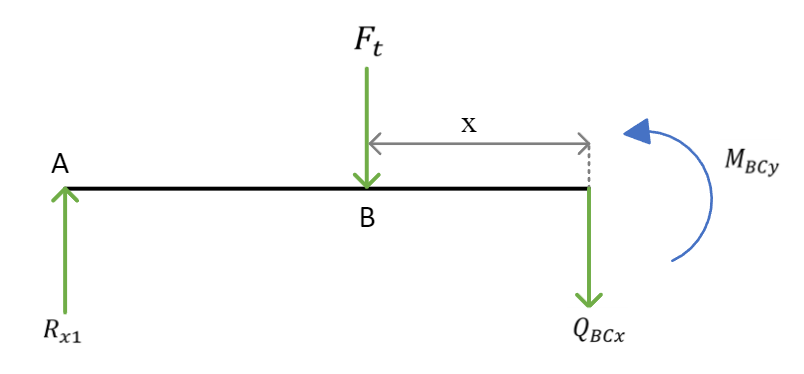 F_t
x
A
M_BCy
B
R_x1
Q_BCx